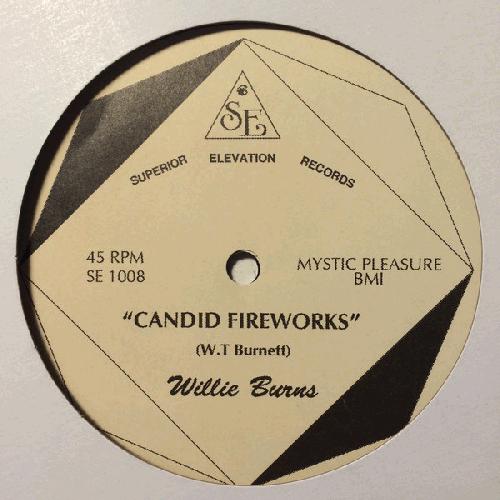 SE
SUPERIOR ELEVATION RECORDS
45 RPM
SE 1008
MYSTIC PLEASURE
BMI
"CANDID FIREWORKS"
(W.T Burnett)
Willie Burns